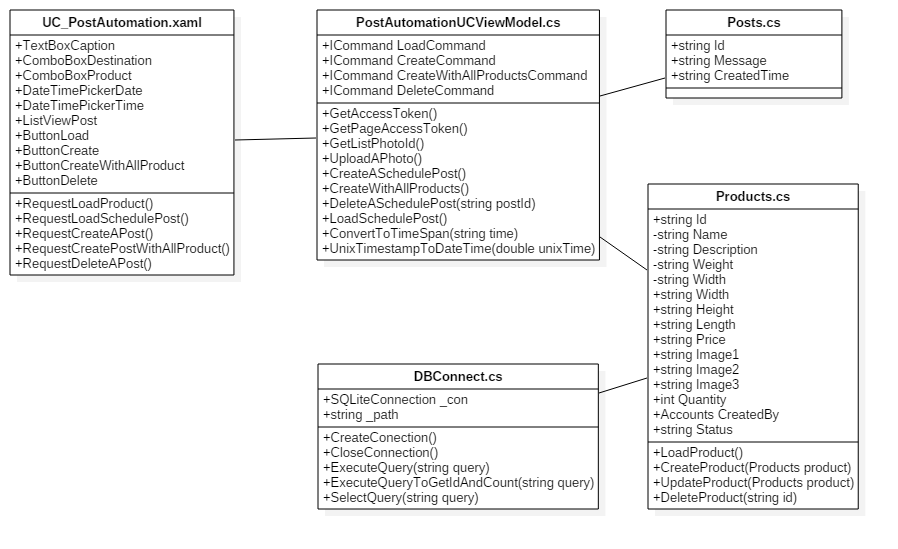 UC_PostAutomation.xaml
+TextBoxCaption
+ComboBoxDestination
+ComboBoxProduct
+DateTimePickerDate
+DateTimePickerTime
+ListViewPost
+ButtonLoad
+ButtonCreate
+ButtonCreateWithAllProduct
+ButtonDelete
+RequestLoadProduct()
+RequestLoadSchedulePost()
+RequestCreateAPost()
+RequestCreatePostWithAllProduct()
+RequestDeleteAPost()
PostAutomationUCViewModel.cs
+ICommand LoadCommand
+ICommand CreateCommand
+ICommand CreateWithAllProductsCommand
+ICommand DeleteCommand
+GetAccessToken()
+GetPageAccessToken()
+GetListPhotoId()
+UploadAPhoto()
+CreateASchedulePost()
+CreateWithAllProducts()
+DeleteASchedulePost(string postId)
+LoadSchedulePost()
+ConvertToTimeSpan(string time)
+UnixTimestampToDateTime(double unixTime)
Posts.cs
+string Id
+string Message
+string CreatedTime
Products.cs
+string Id
-string Name
-string Description
-string Weight
-string Width
+string Width
+string Height
+string Length
+string Price
+string Image1
+string Image2
+string Image3
+int Quantity
+Accounts CreatedBy
+string Status
+LoadProduct()
+CreateProduct(Products product)
+UpdateProduct(Products product)
+DeleteProduct(string id)
DBConnect.cs
+SQLiteConnection _con
+string _path
+CreateConection()
+CloseConnection()
+ExecuteQuery(string query)
+ExecuteQueryToGetIdAndCount(string query)
+SelectQuery(string query)